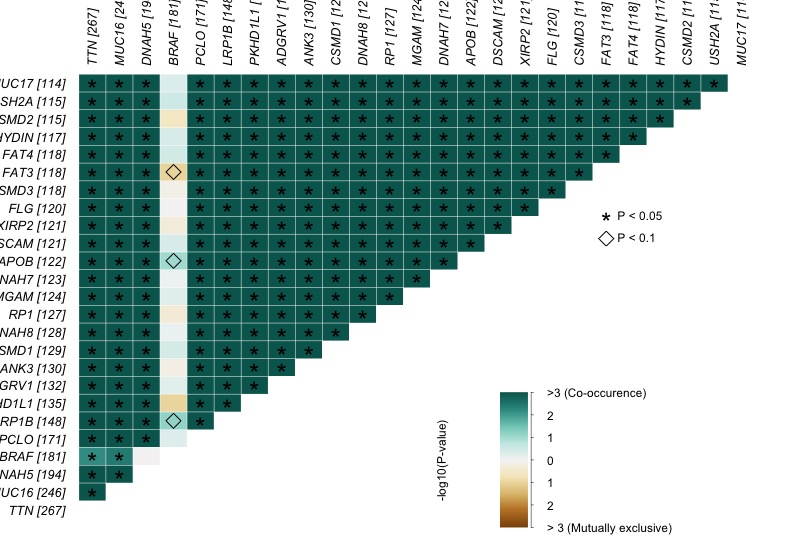 TTN [267]
MUC16 [24
DNAH5 [19
BRAF [181]
PCLO [171]
LRP1B [148
PKHD1L1 [
ADGRV1 [1
ANK3 [130]
CSMD1 [12
DNAH8 [12
RP1 [127]
MGAM [124
DNAH7 [12
APOB [122]
DSCAM [12
XIRP2 [121
FLG [120]
CSMD3 [11
FAT3 [118]
FAT4 [118]
HYDIN [117
CSMD2 [11
USH2A [11
MUC17 [11
UC17 [114]
SH2A [115]
SMD2 [115]
HYDIN [117]
FAT4 [118]
FAT3 [118]
SMD3 [118]
FLG [120]
XIRP2 [121]
SCAM [121]
APOB [122]
NAH7 [123]
MGAM [124]
RP1 [127]
NAH8 [128]
SMD1 [129]
ANK3 [130]
GRV1 [132]
HD1L1 [135]
RP1B [148]
PCLO [171]
BRAF [181]
NAH5 [194]
UC16 [246]
TTN [267]
* P < 0.05
◇ P < 0.1
-log10(P-value)
>3 (Co-occurence)
2
1
0
1
2
> 3 (Mutually exclusive)